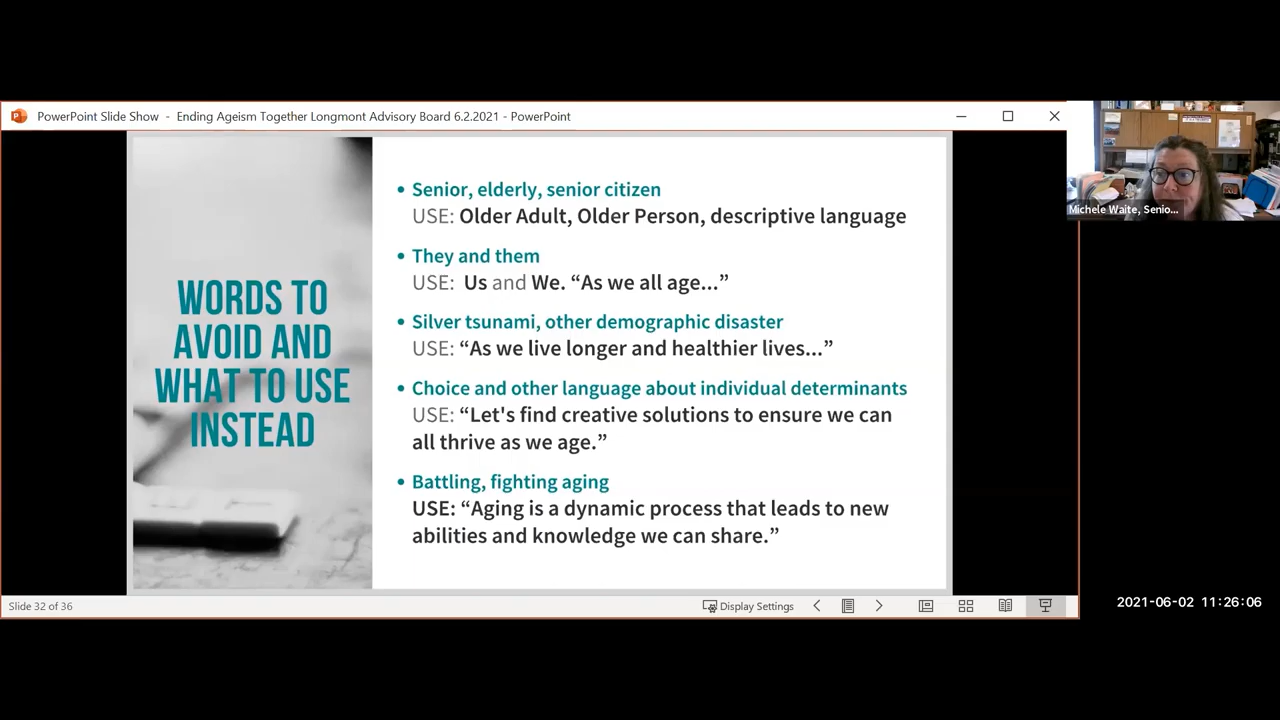 PowerPoint Slide Show - Ending Ageism Together Longmont Advisory Board 6.2.2021 - PowerPoint
Michele Waite, Senio...
WORDS TO
AVOID AND
WHAT TO USE
INSTEAD
• Senior, elderly, senior citizen
USE: Older Adult, Older Person, descriptive language
• They and them
USE: Us and We. “As we all age...”
• Silver tsunami, other demographic disaster
USE: “As we live longer and healthier lives...”
• Choice and other language about individual determinants
USE: “Let's find creative solutions to ensure we can
all thrive as we age.”
• Battling, fighting aging
USE: “Aging is a dynamic process that leads to new
abilities and knowledge we can share.”
Slide 32 of 36
Display Settings
2021-06-02 11:26:06